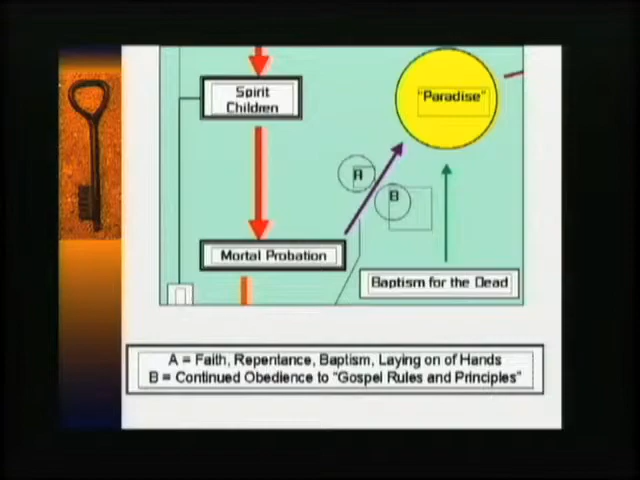 Spirit
Children
"Paradise"
A
B
Mortal Probation
Baptism for the Dead
A = Faith, Repentance, Baptism, Laying on of Hands
B = Continued Obedience to "Gospel Rules and Principles"